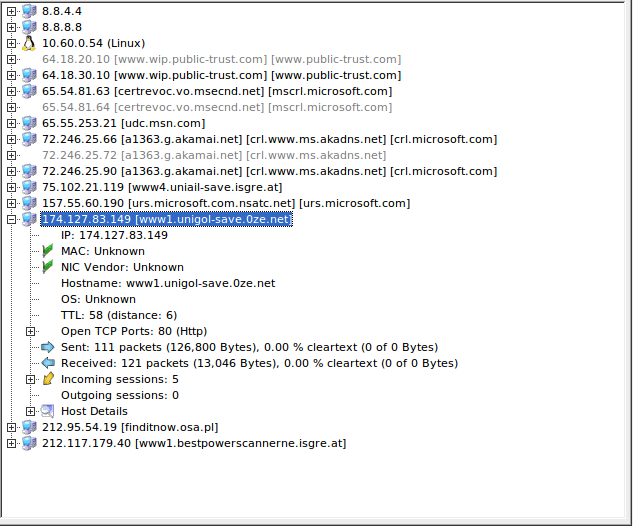 8.8.4.4
8.8.8.8
10.60.0.54 (Linux)
64.18.20.10 [www.wip.public-trust.com] [www.public-trust.com]
64.18.30.10 [www.wip.public-trust.com] [www.public-trust.com]
65.54.81.63 [certrevoc.vo.msecnd.net] [mscrl.microsoft.com]
65.54.81.64 [certrevoc.vo.msecnd.net] [mscrl.microsoft.com]
65.55.253.21 [udc.msn.com]
72.246.25.66 [a1363.g.akamai.net] [crl.www.ms.akadns.net] [crl.microsoft.com]
72.246.25.72 [a1363.g.akamai.net] [crl.www.ms.akadns.net]
72.246.25.90 [a1363.g.akamai.net] [crl.www.ms.akadns.net] [crl.microsoft.com]
75.102.21.119 [www4.uniail-save.isgre.at]
157.55.60.190 [urs.microsoft.com.nsatc.net] [urs.microsoft.com]
174.127.83.149 [www1.unigol-save.0ze.net]
IP: 174.127.83.149
MAC: Unknown
NIC Vendor: Unknown
Hostname: www1.unigol-save.0ze.net
OS: Unknown
TTL: 58 (distance: 6)
Open TCP Ports: 80 (Http)
Sent: 111 packets (126,800 Bytes), 0.00 % cleartext (0 of 0 Bytes)
Received: 121 packets (13,046 Bytes), 0.00 % cleartext (0 of 0 Bytes)
Incoming sessions: 5
Outgoing sessions: 0
Host Details
212.95.54.19 [finditnow.osa.pl]
212.117.179.40 [www1.bestpowerscannerne.isgre.at]